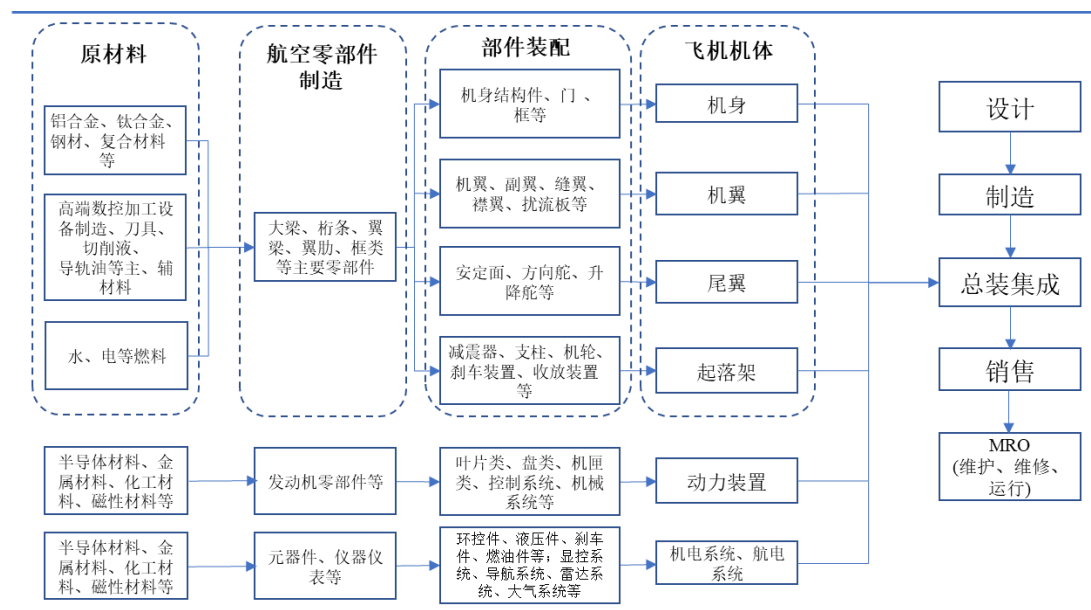 原材料
铝合金、钛合金、
钢材、复合材料
等
高端数控加工设
备制造、刀具、
切削液、
导轨油等主、辅
材料
水、电等燃料
航空零部件
制造
大梁、桁条、翼
梁、翼肋、框类
等主要零部件
部件装配
机身结构件、门 、
框等
机翼、副翼、缝翼、
襟翼、扰流板等
安定面、方向舵、升
降舵等
减震器、支柱、机轮、
刹车装置、收放装置
等
飞机机体
机身
机翼
尾翼
起落架
半导体材料、金
属材料、化工材
料、磁性材料等
发动机零部件等
叶片类、盘类、机匣
类、控制系统、机械
系统等
动力装置
半导体材料、金
属材料、化工材
料、磁性材料等
元器件、仪器仪
表等
环控件、液压件、刹车
件、燃油件等；显控系
统、导航系统、雷达系
统、大气系统等
机电系统、航电
系统
设计
制造
总装集成
销售
MRO
(维护、维修、
运行)